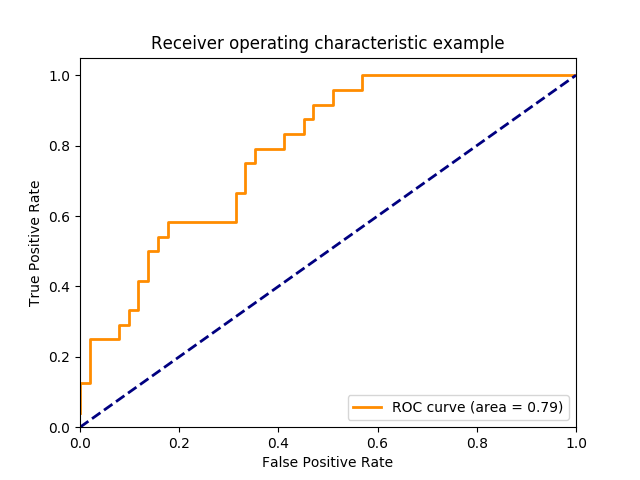 Receiver operating characteristic example
True Positive Rate
1.0
0.8
0.6
0.4
0.2
0.0
ROC curve (area = 0.79)
0.0 0.2 0.4 0.6 0.8 1.0
False Positive Rate